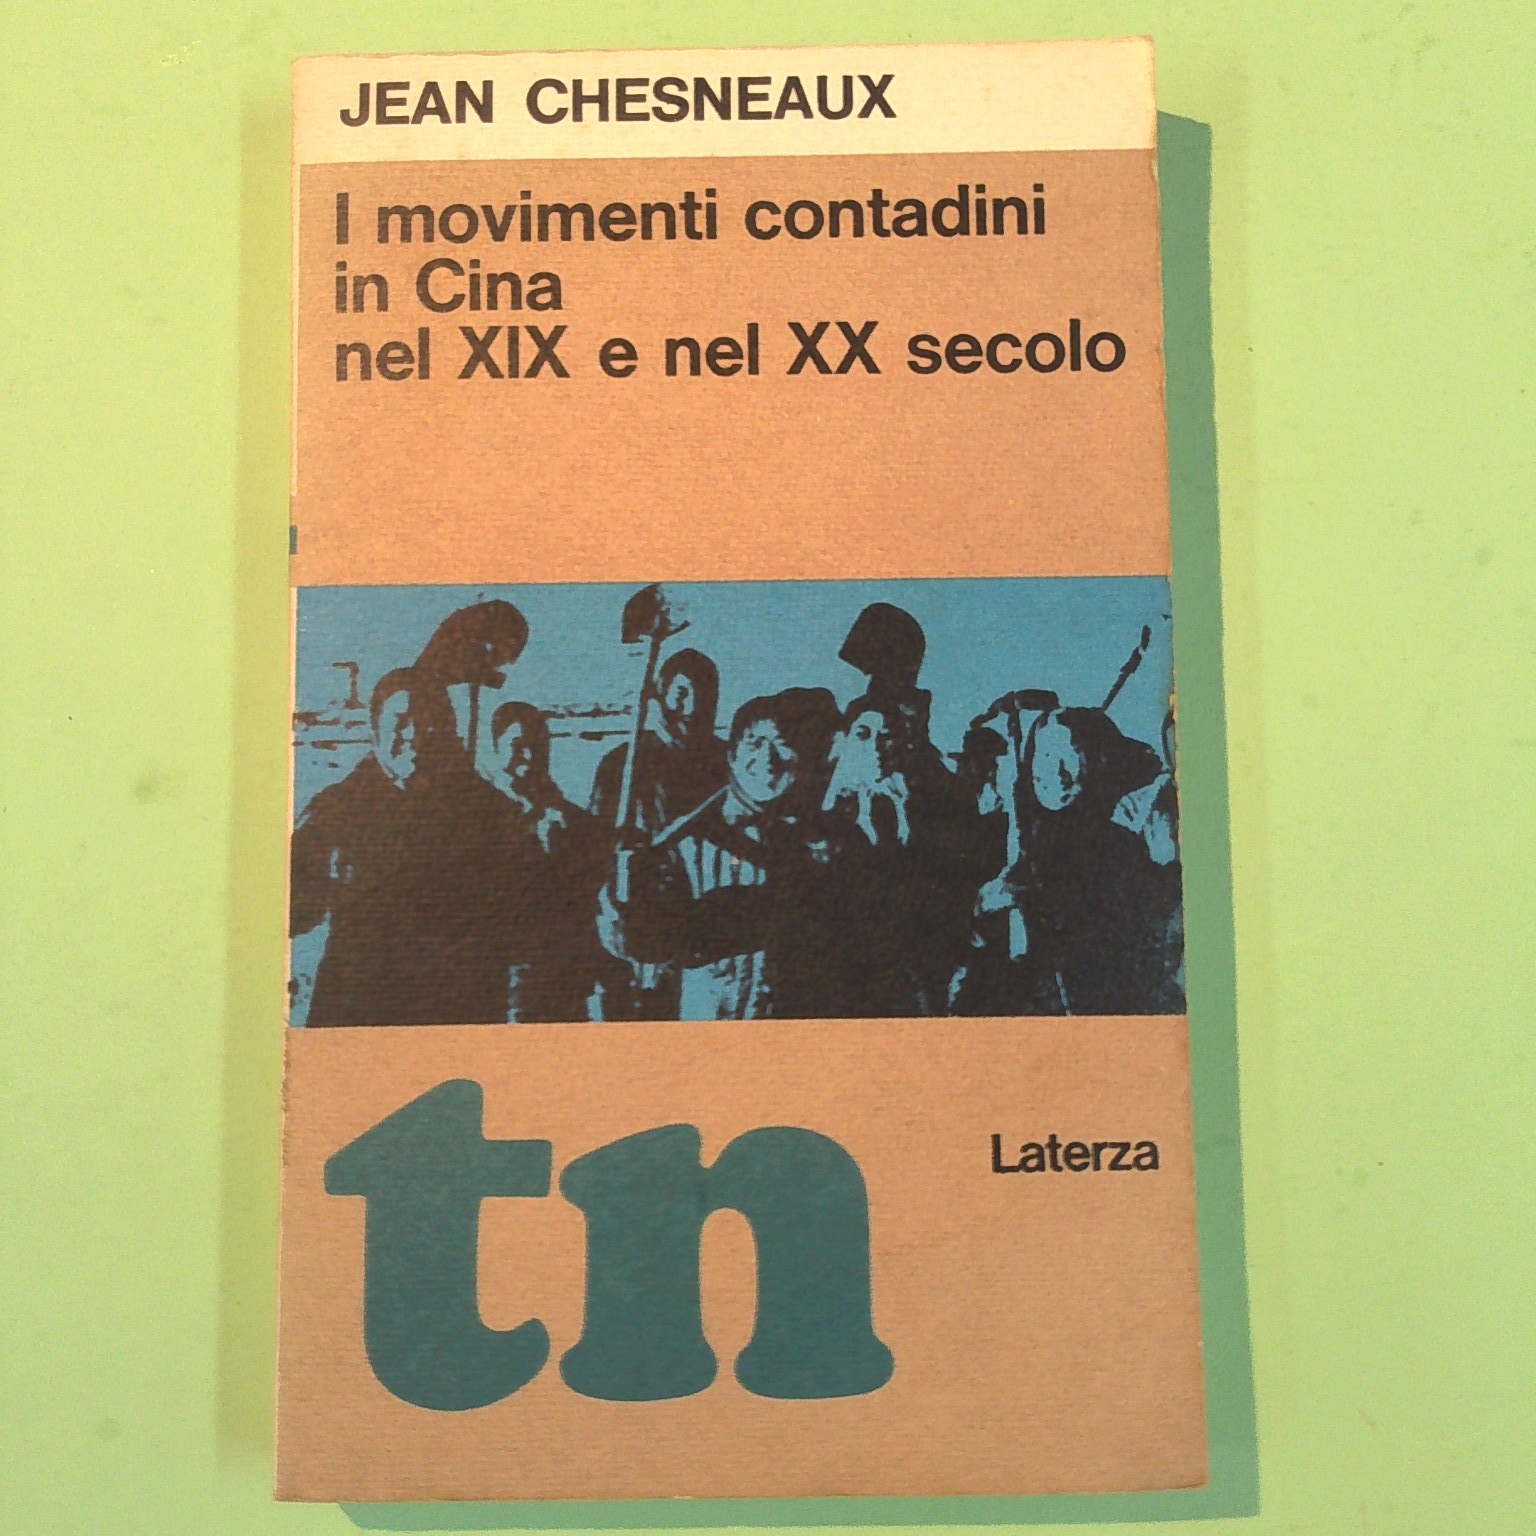 JEAN CHESNEAUX
I movimenti contadini
in Cina
nel XIX e nel XX secolo
tn
Laterza